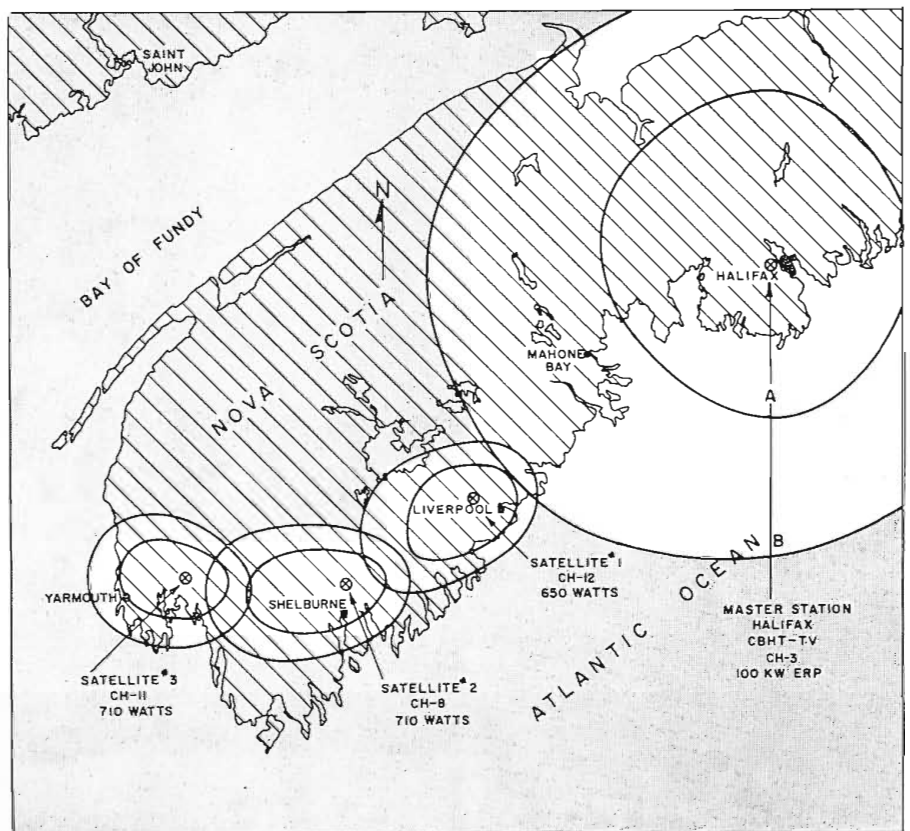 SAINT
JOHN
BAY OF FUNDY
N
NOVA SCOTIA
HALIFAX
MAHONE
BAY
A
LIVERPOOL
B
ATLANTIC OCEAN
SATELLITE #1
CH-12
650 WATTS
YARMOUTH
SHELBURNE
MASTER STATION
HALIFAX
CBHT-TV
CH-3
100 KW ERP
SATELLITE #3
CH-11
710 WATTS
SATELLITE #2
CH-8
710 WATTS